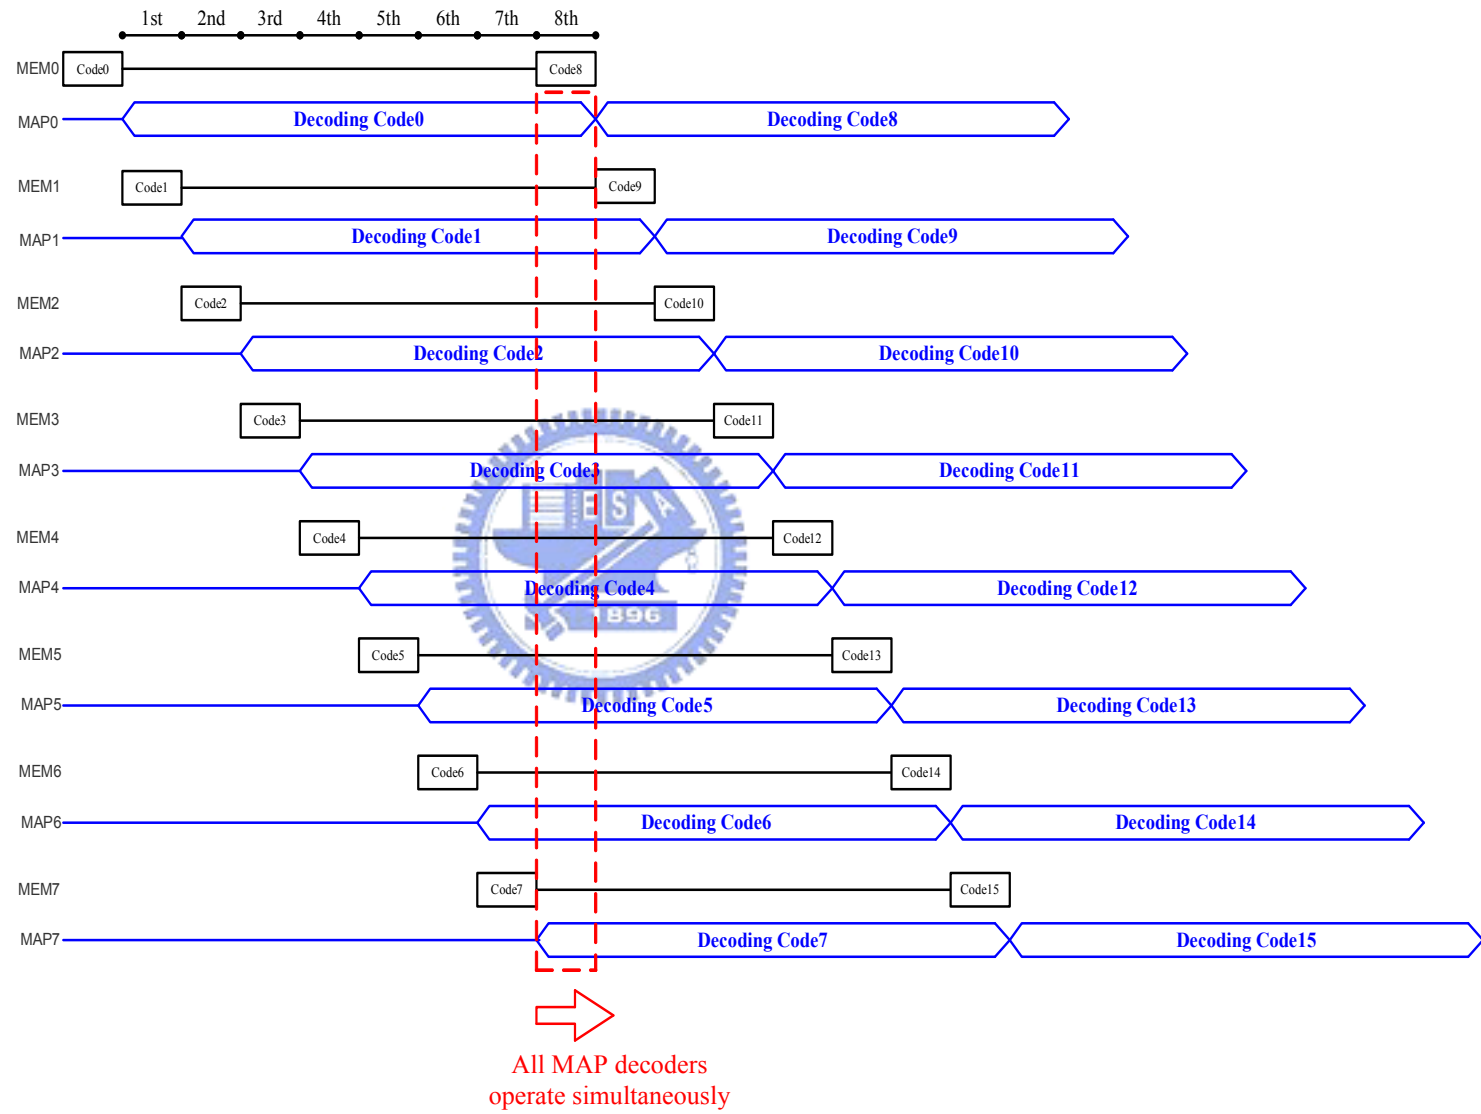 1st 2nd 3rd 4th 5th 6th 7th 8th
MEM0 Code0 Code8
MAP0 Decoding Code0 Decoding Code8
MEM1 Code1 Code9
MAP1 Decoding Code1 Decoding Code9
MEM2 Code2 Code10
MAP2 Decoding Code2 Decoding Code10
MEM3 Code3 Code11
MAP3 Decoding Code3 Decoding Code11
ESA
MEM4 Code4 Code12
MAP4 Decoding Code4 Decoding Code12
1896
MEM5 Code5 Code13
MAP5 Decoding Code5 Decoding Code13
MEM6 Code6 Code14
MAP6 Decoding Code6 Decoding Code14
MEM7 Code7 Code15
MAP7 Decoding Code7 Decoding Code15
All MAP decoders
operate simultaneously